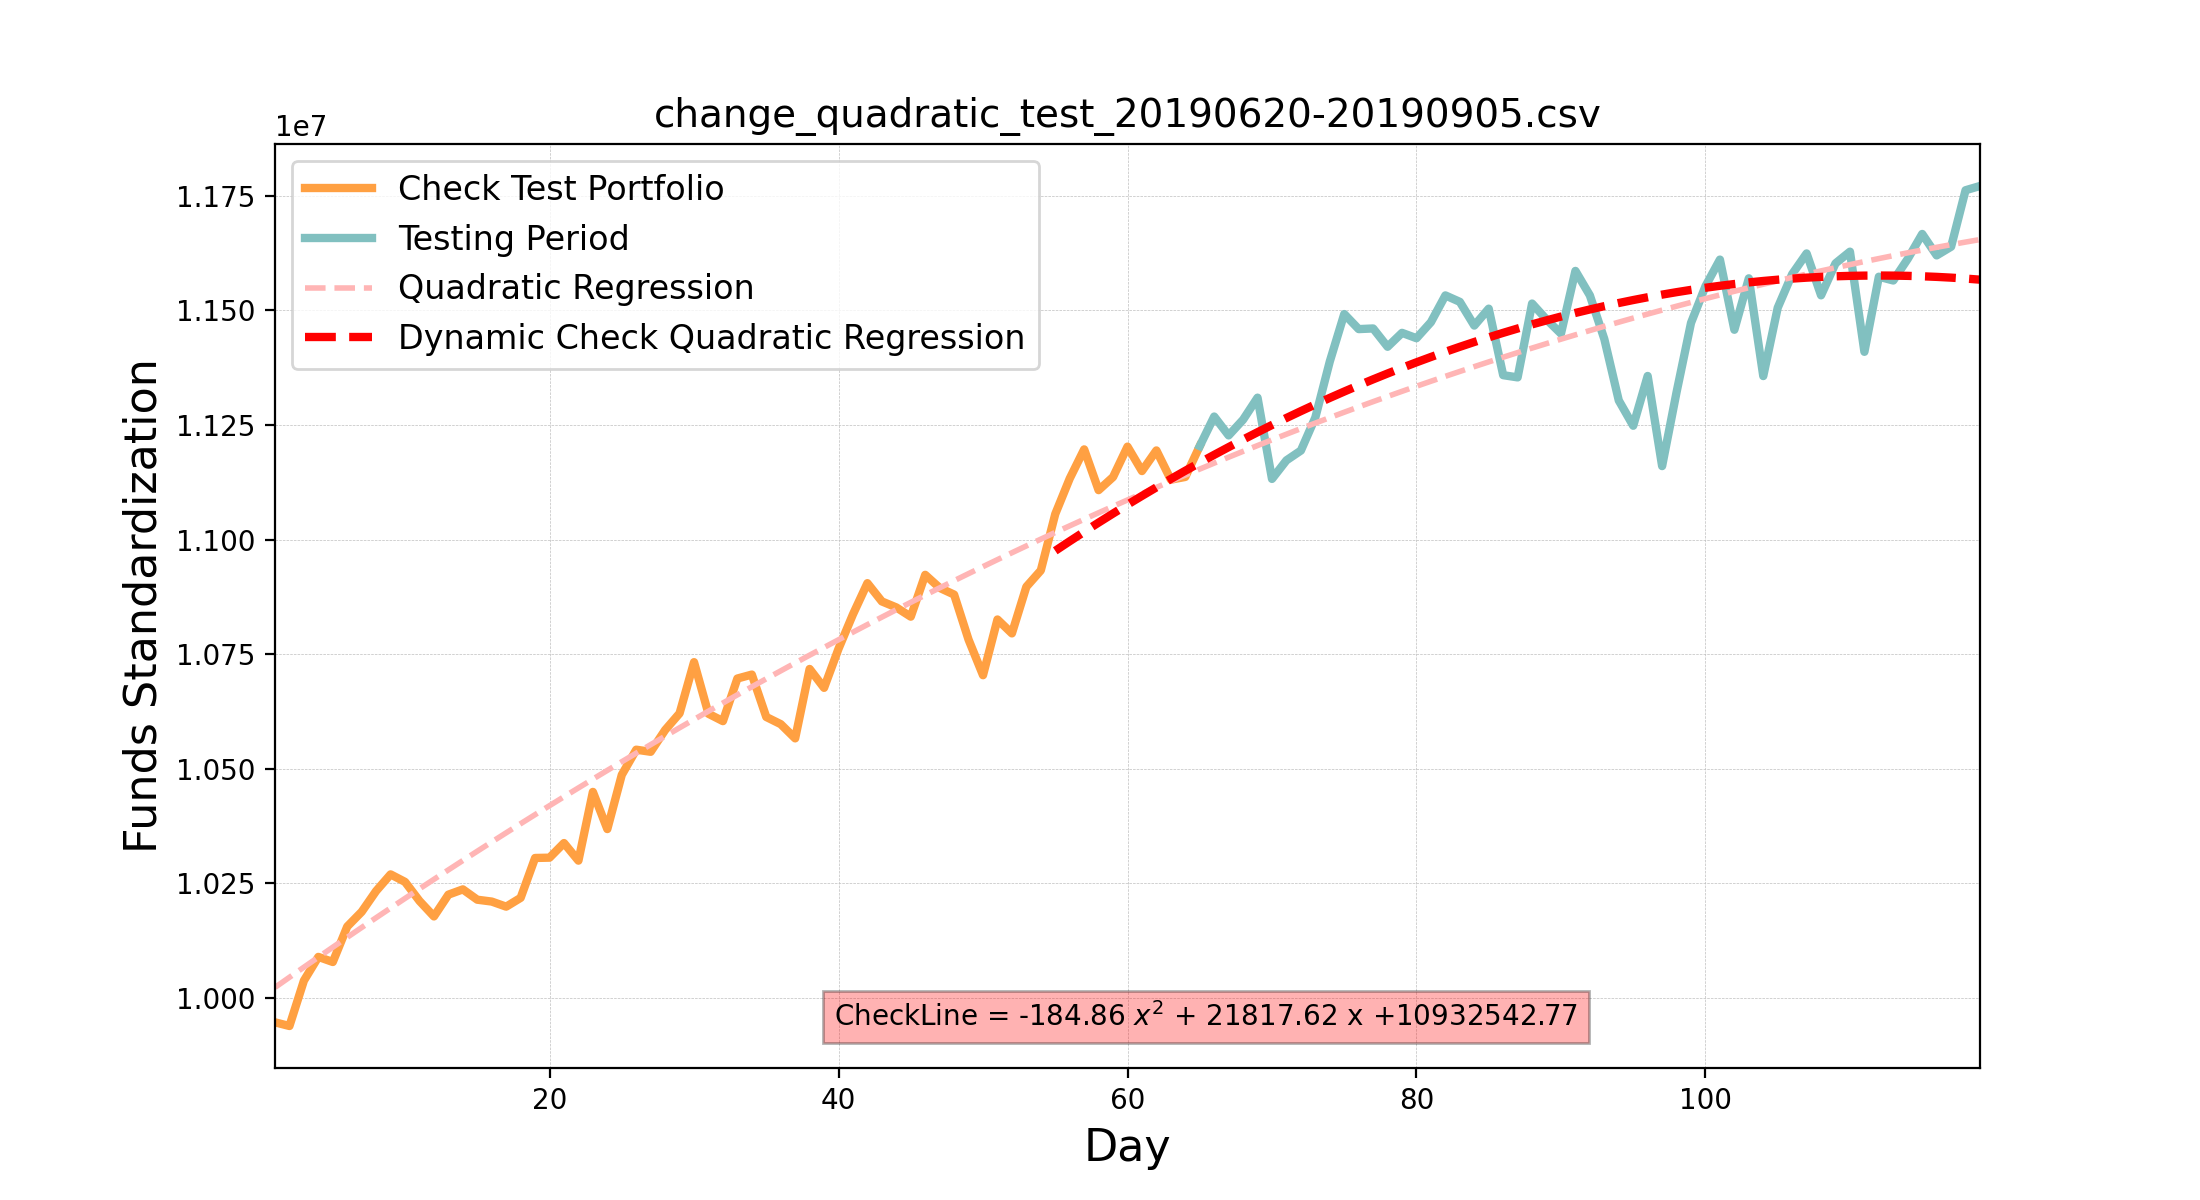 change_quadratic_test_20190620-20190905.csv
1e7
Check Test Portfolio
Testing Period
Quadratic Regression
Dynamic Check Quadratic Regression
Funds Standardization
1.175
1.150
1.125
1.100
1.075
1.050
1.025
1.000
CheckLine = -184.86 x² + 21817.62 x +10932542.77
20 40 60 80 100
Day